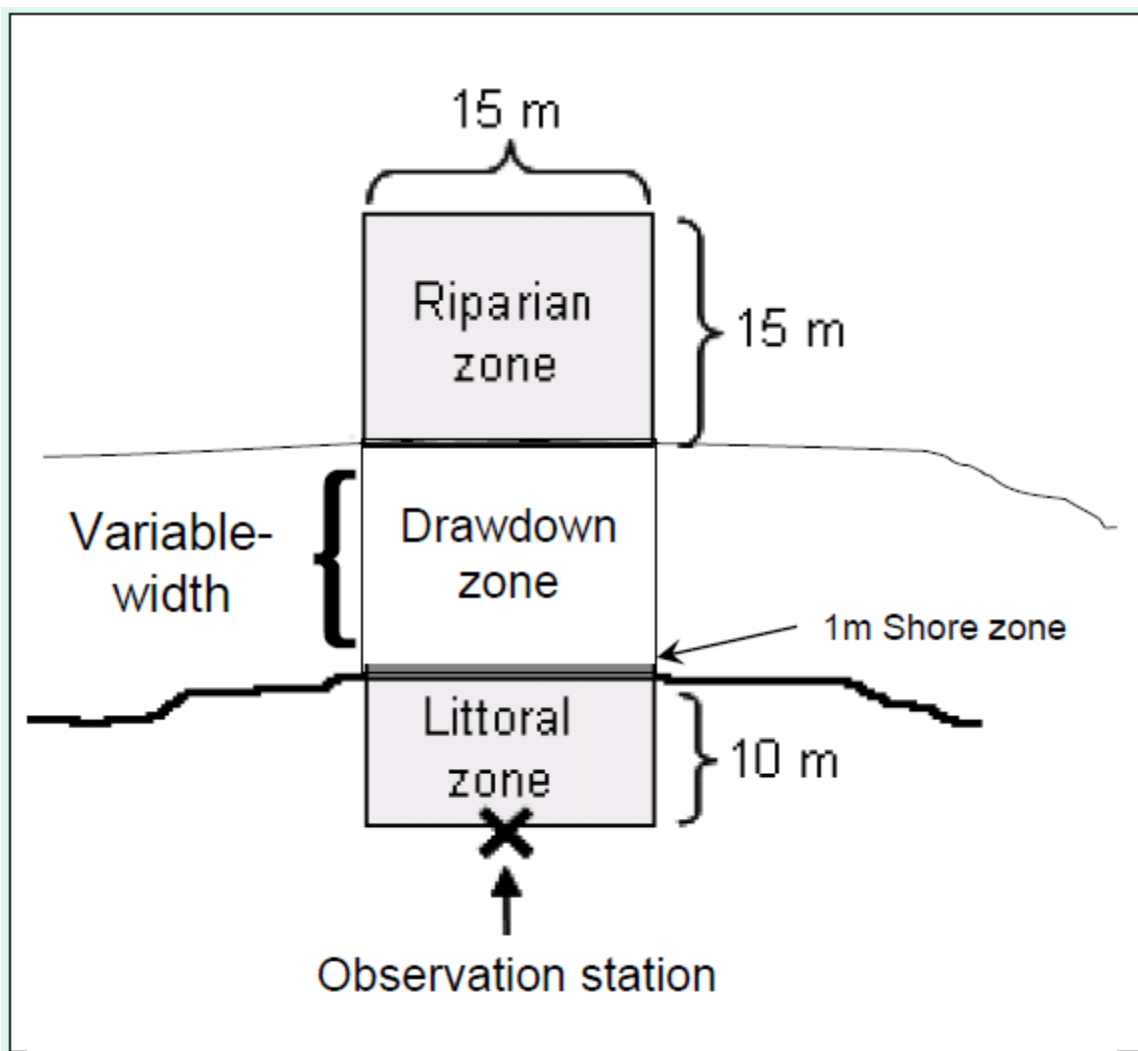 15 m
Riparian
zone
15 m
Variable-
width
Drawdown
zone
1m Shore zone
Littoral
zone
10 m
Observation station